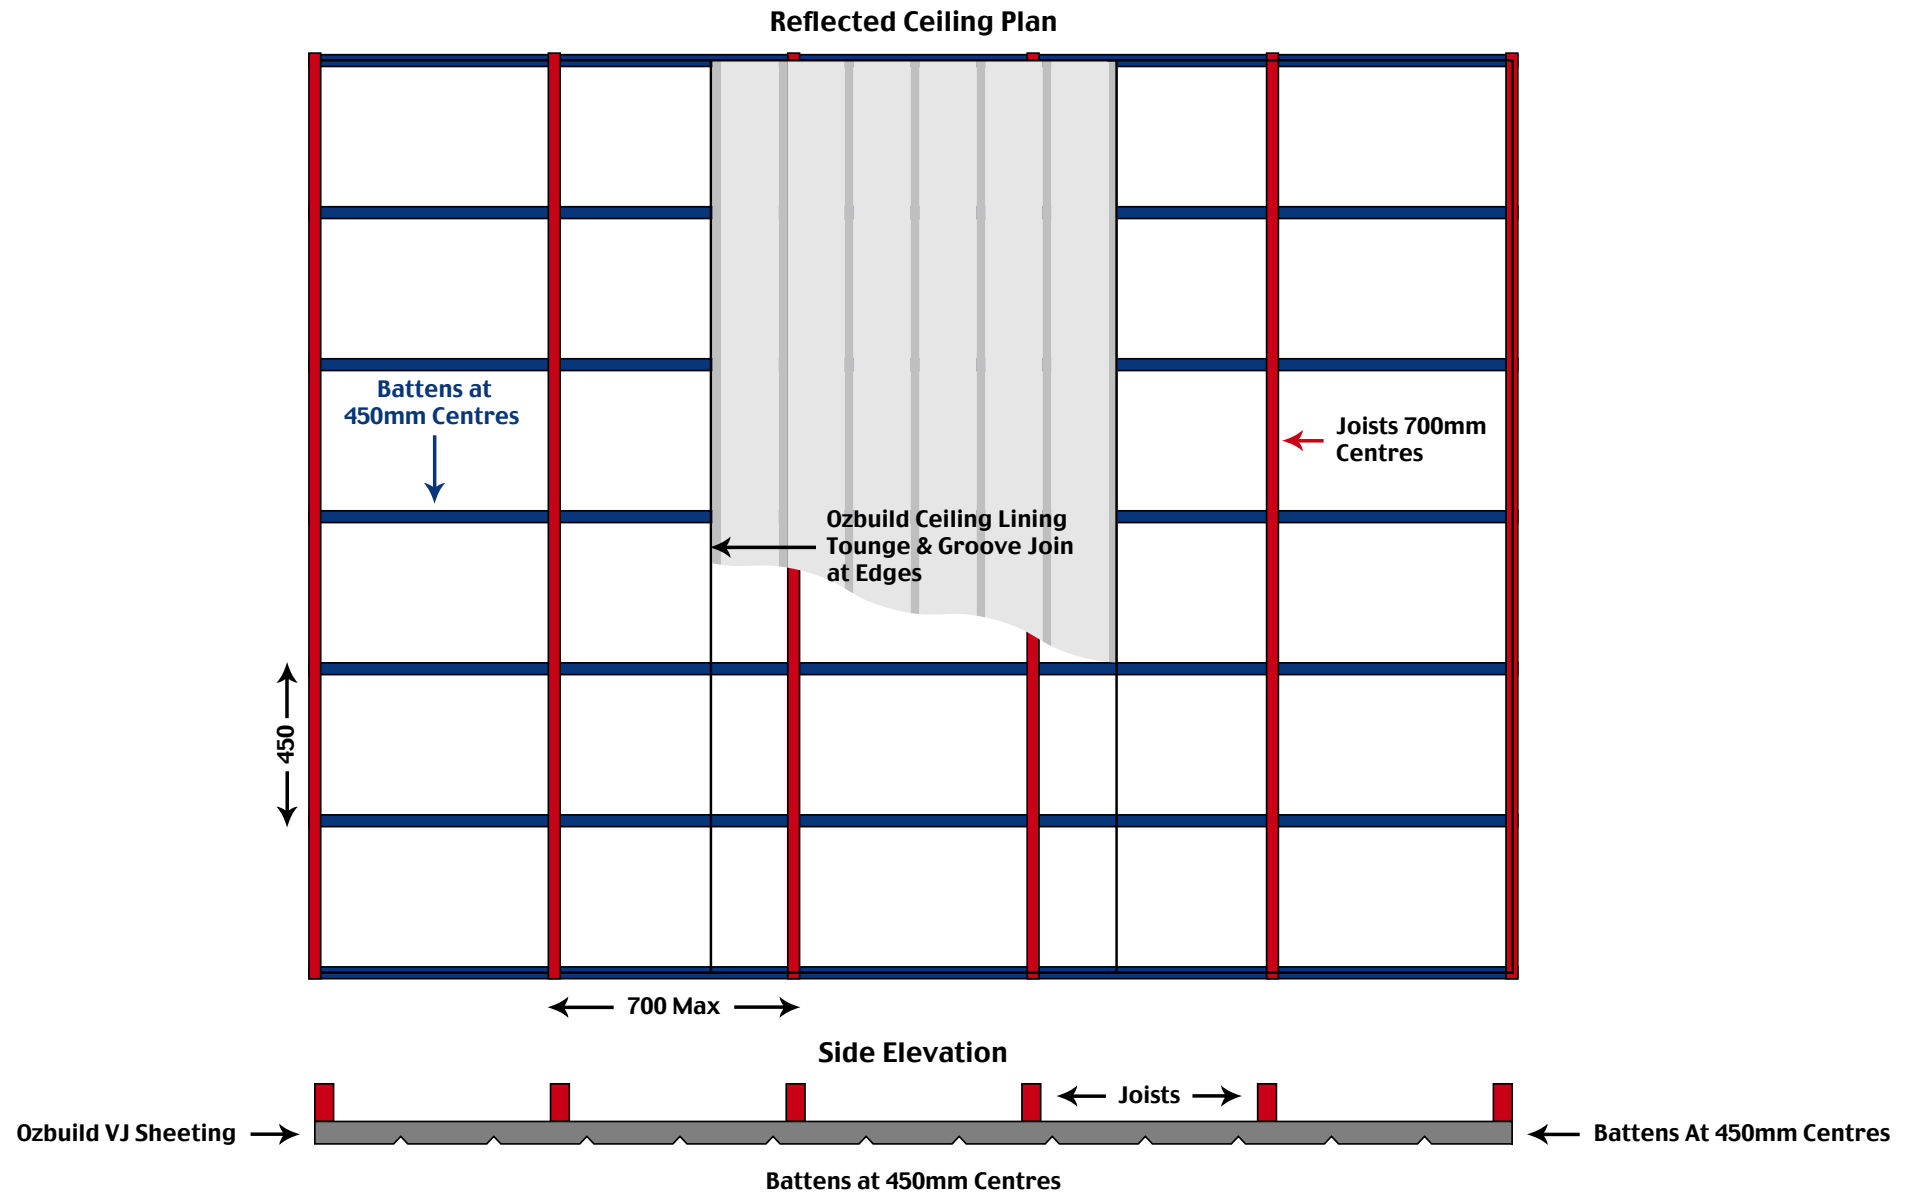 Reflected Ceiling Plan
Battens at
450mm Centres
Joists 700mm
Centres
Ozbuild Ceiling Lining
Tounge & Groove Join
at Edges
450
700 Max
Side Elevation
Joists
Ozbuild VJ Sheeting
Battens At 450mm Centres
Battens at 450mm Centres